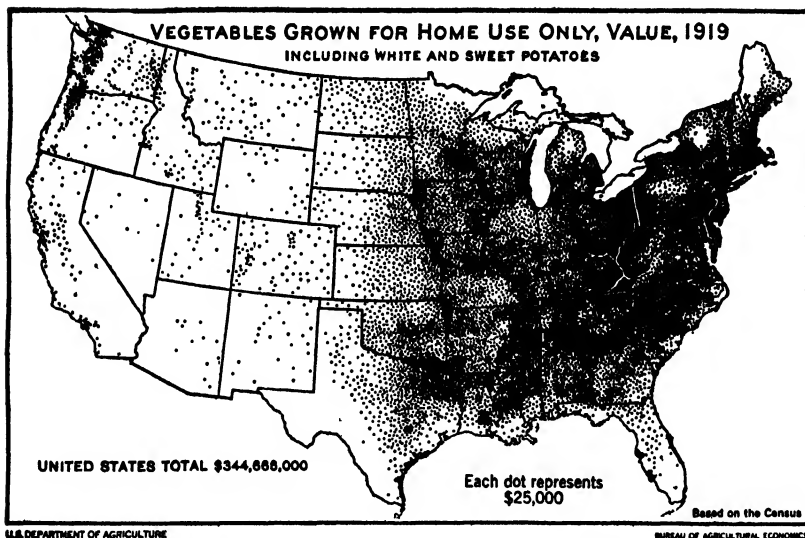 VEGETABLES GROWN FOR HOME USE ONLY, VALUE, 1919
INCLUDING WHITE AND SWEET POTATOES
UNITED STATES TOTAL $344,668,000
Each dot represents
$25,000
Based on the Census
U.S. DEPARTMENT OF AGRICULTURE
BUREAU OF AGRICULTURAL ECONOMICS